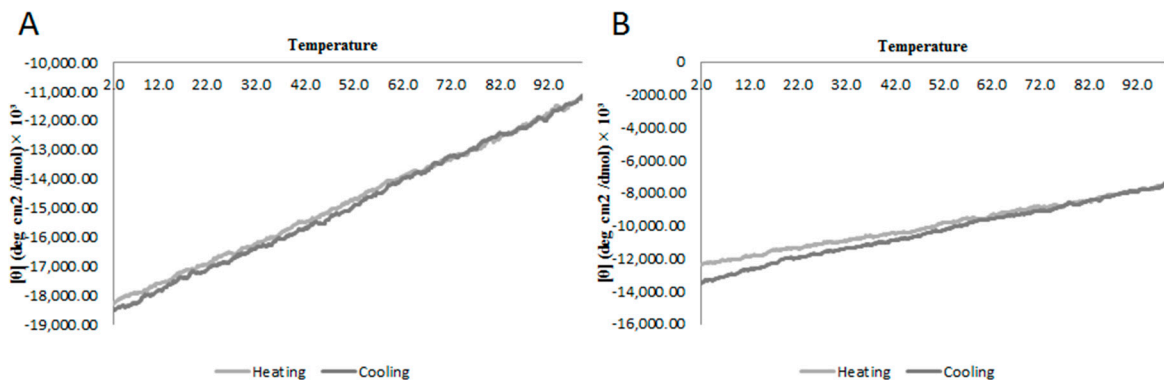 A
Temperature
-10,000.00
2.0 12.0 22.0 32.0 42.0 52.0 62.0 72.0 82.0 92.0
-11,000.00
-12,000.00
-13,000.00
-14,000.00
-15,000.00
-16,000.00
-17,000.00
-18,000.00
-19,000.00
[θ] (deg cm2 /dmol) × 10³
Heating Cooling
B
Temperature
0
2.0 12.0 22.0 32.0 42.0 52.0 62.0 72.0 82.0 92.0
-2000.00
-4,000.00
-6,000.00
-8,000.00
-10,000.00
-12,000.00
-14,000.00
-16,000.00
[θ] (deg cm2 /dmol) × 10³
Heating Cooling